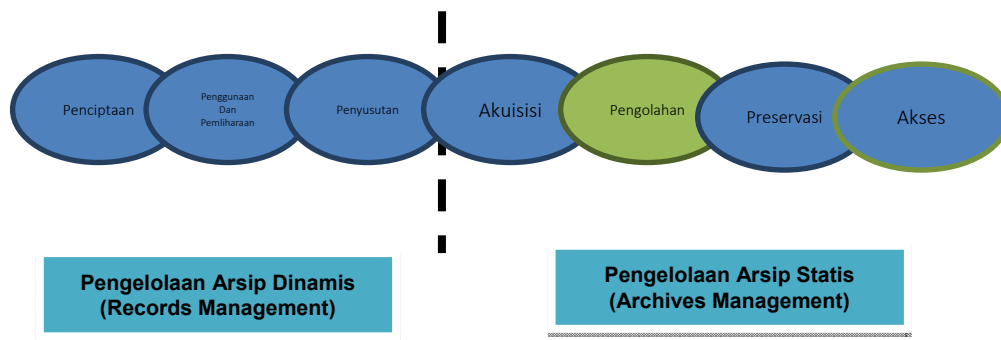 Penciptaan
Penggunaan
Dan
Pemliharaan
Penyusutan
Akuisisi
Pengolahan
Preservasi
Akses
Pengelolaan Arsip Dinamis
(Records Management)
Pengelolaan Arsip Statis
(Archives Management)